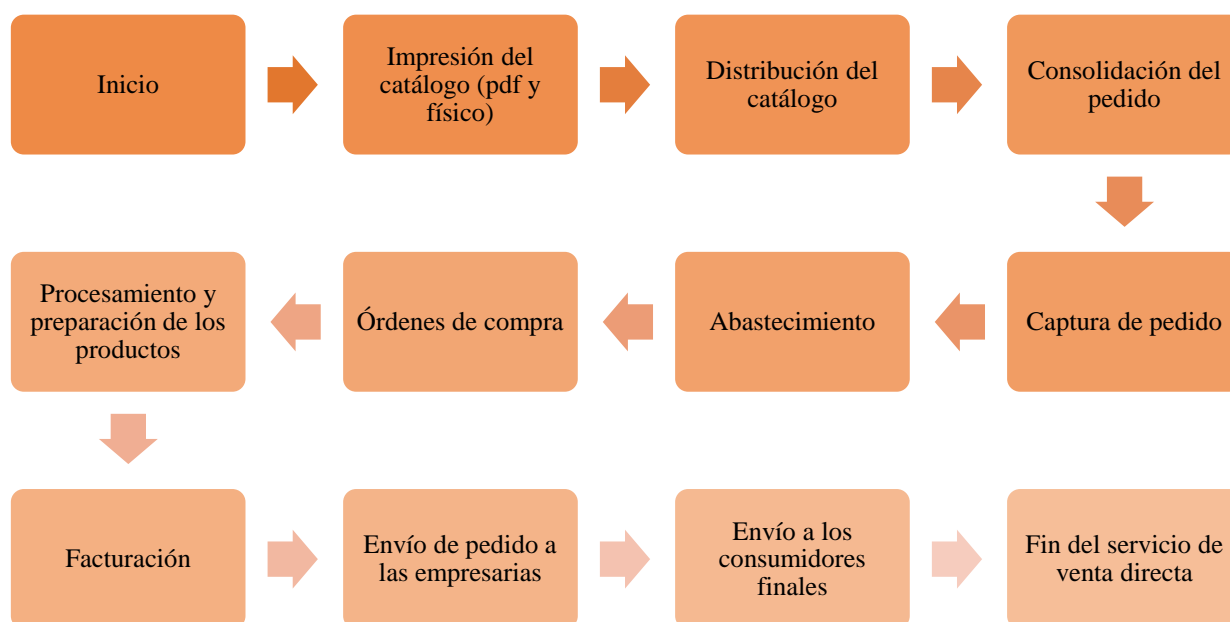 Inicio
Impresión del
catálogo (pdf y
físico)
Distribución del
catálogo
Consolidación del
pedido
Captura de pedido
Abastecimiento
Órdenes de compra
Procesamiento y
preparación de los
productos
Facturación
Envío de pedido a
las empresarias
Envío a los
consumidores
finales
Fin del servicio de
venta directa